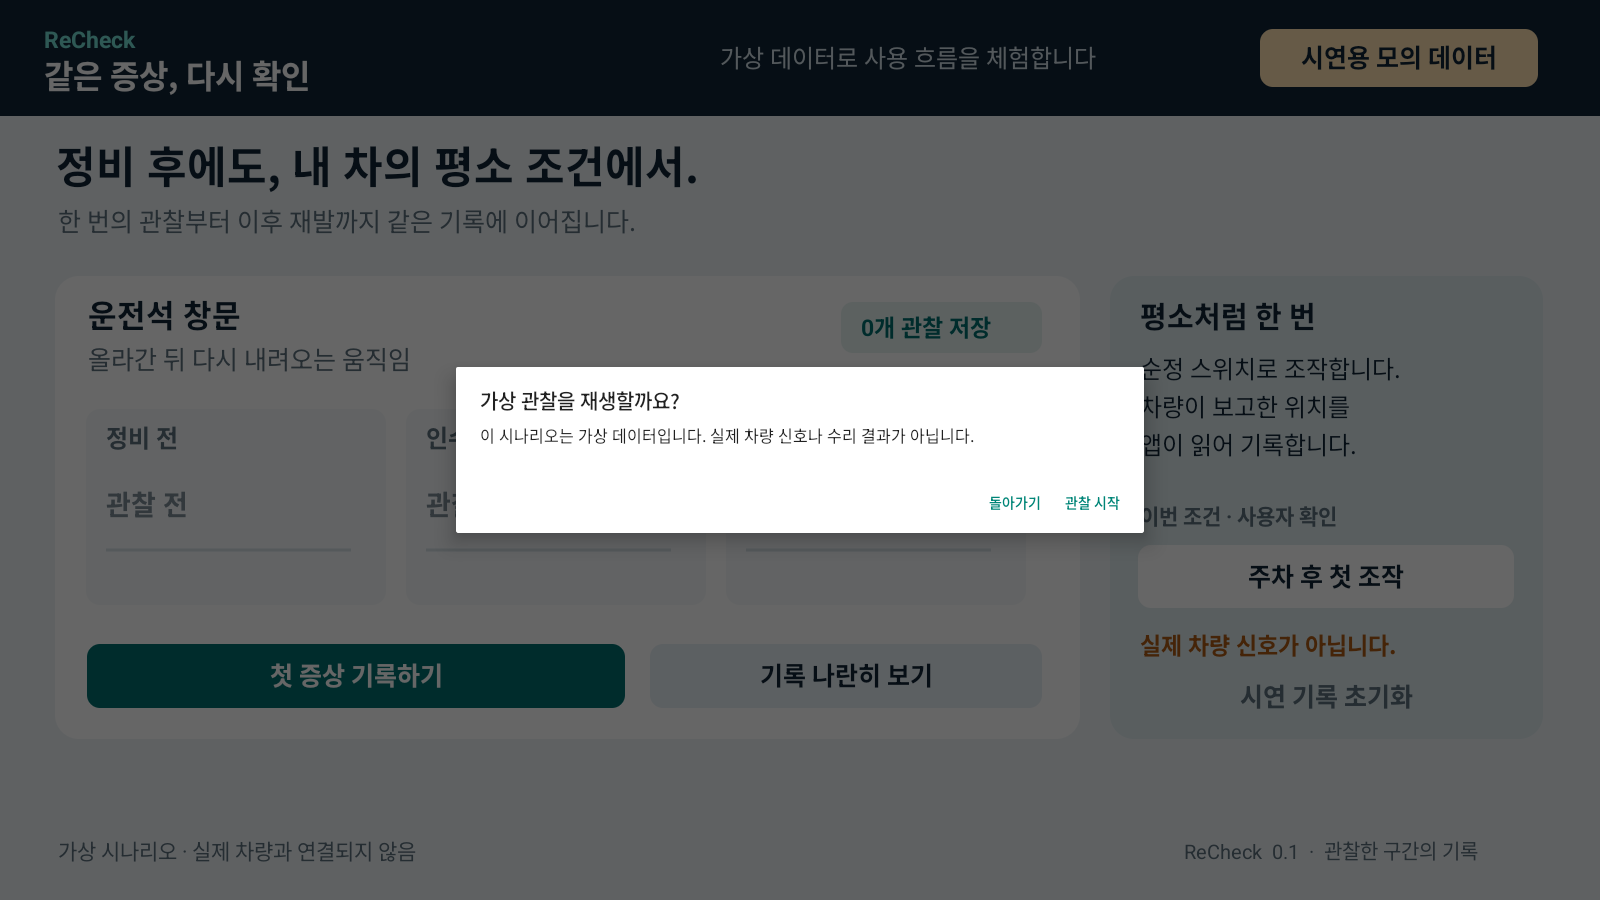 ReCheck
같은 증상, 다시 확인
가상 데이터로 사용 흐름을 체험합니다
시연용 모의 데이터
정비 후에도, 내 차의 평소 조건에서.
한 번의 관찰부터 이후 재발까지 같은 기록에 이어집니다.
운전석 창문
올라간 뒤 다시 내려오는 움직임
0개 관찰 저장
정비 전
관찰 전
가상 관찰을 재생할까요?
이 시나리오는 가상 데이터입니다. 실제 차량 신호나 수리 결과가 아닙니다.
돌아가기
관찰 시작
첫 증상 기록하기
기록 나란히 보기
평소처럼 한 번
순정 스위치로 조작합니다.
차량이 보고한 위치를
앱이 읽어 기록합니다.
이번 조건 · 사용자 확인
주차 후 첫 조작
실제 차량 신호가 아닙니다.
시연 기록 초기화
가상 시나리오 · 실제 차량과 연결되지 않음
ReCheck 0.1 · 관찰한 구간의 기록